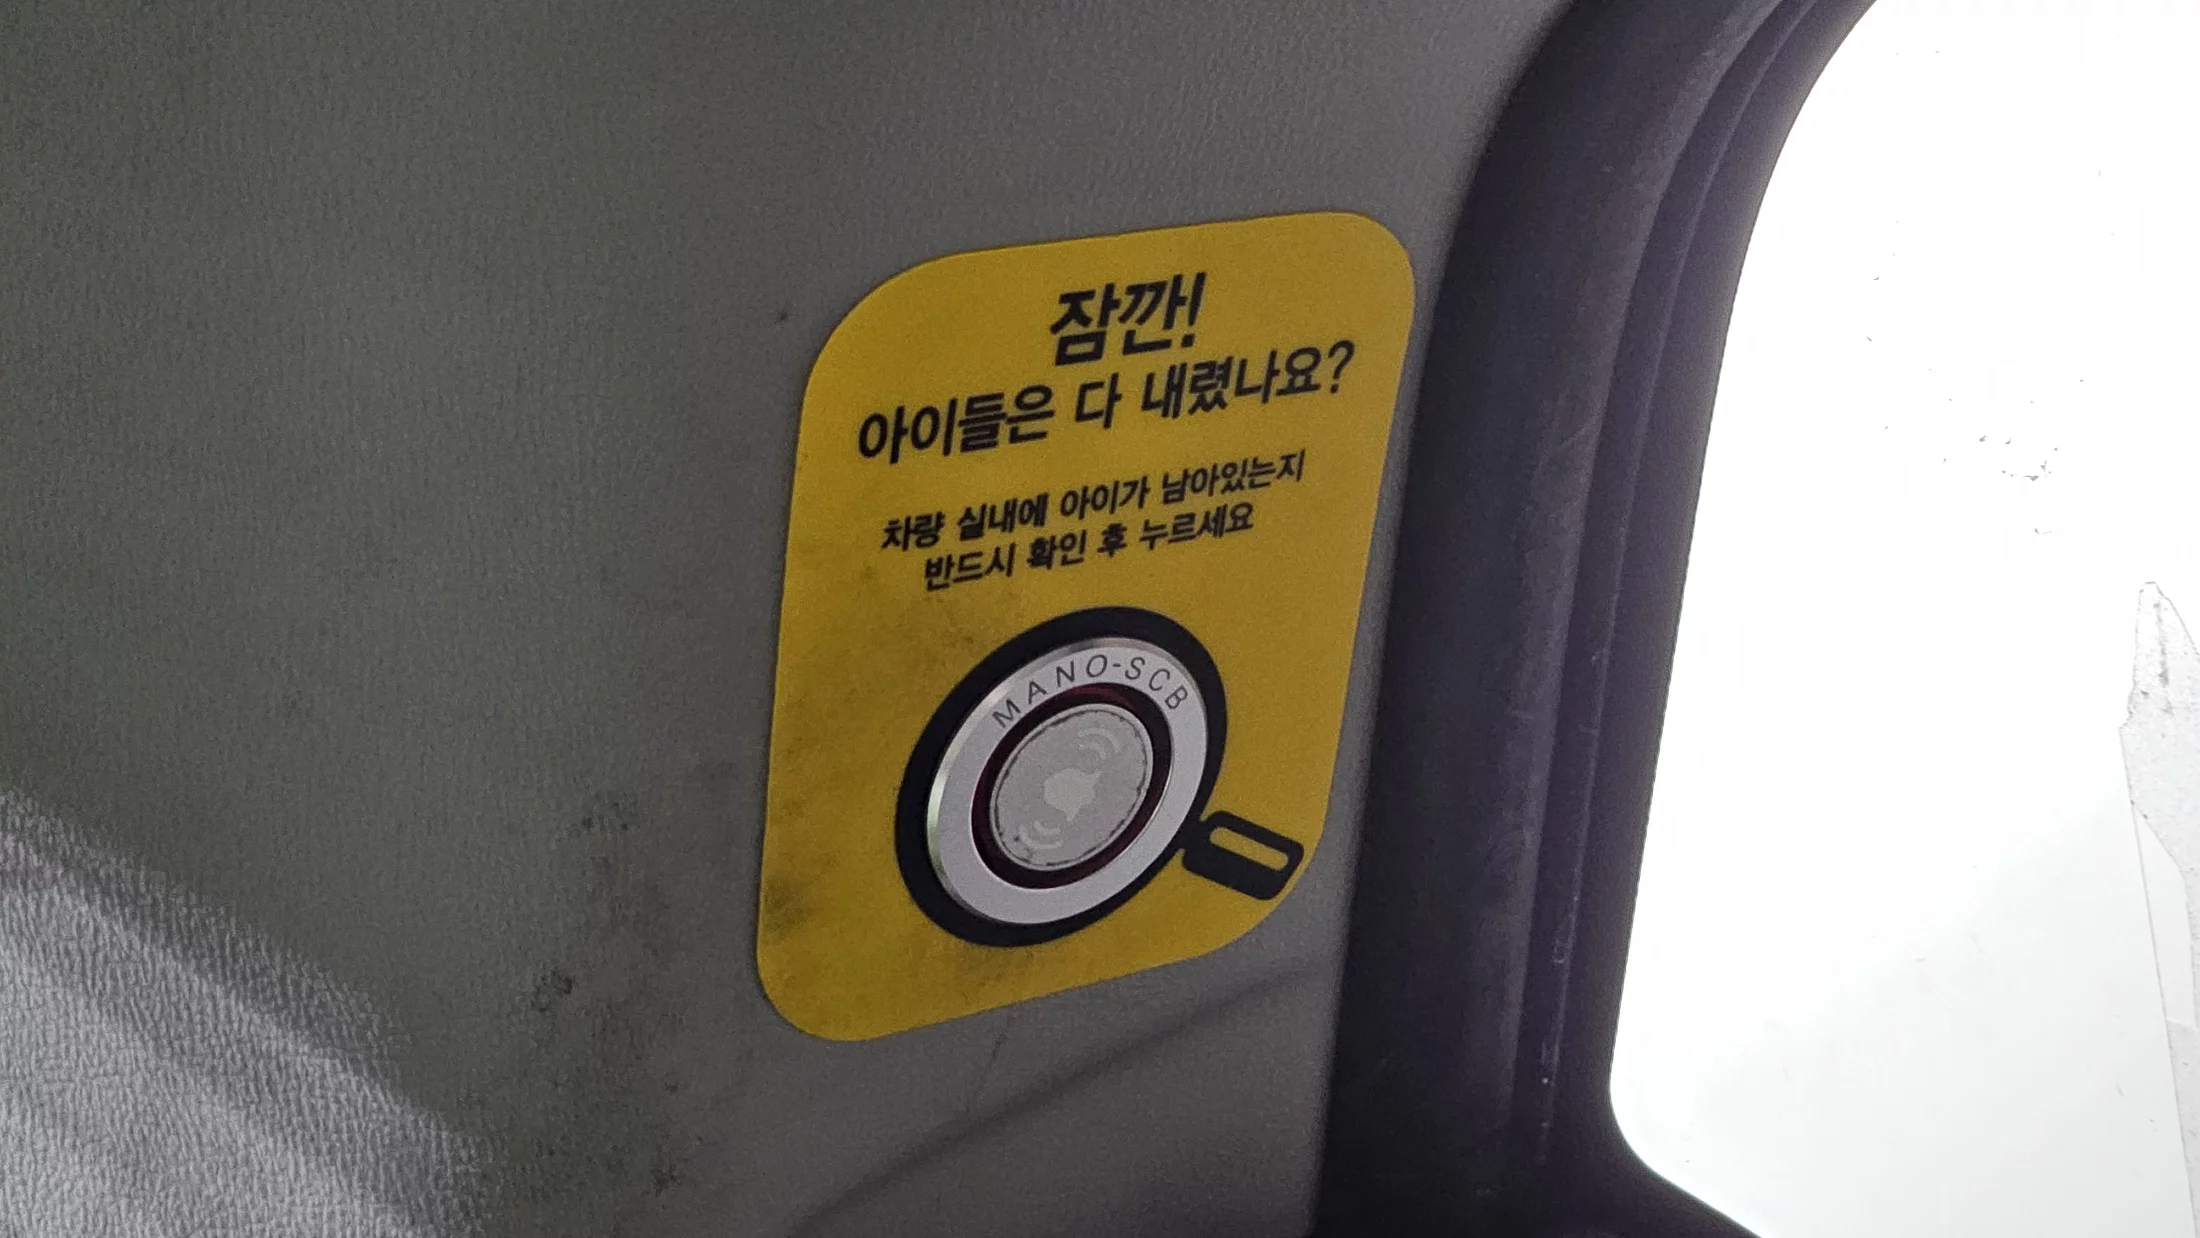 잠깐!
아이들은 다 내렸나요?
차량 실내에 아이가 남아있는지
반드시 확인 후 누르세요
MANO-SCB